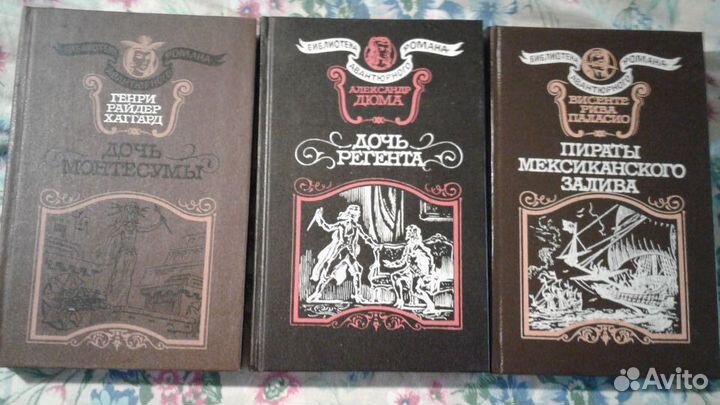 БИБЛИОТЕКА РОМАНА
АВАНТЮРНОГО
ГЕНРИ
РАЙДЕР
ХАГГАРД
ДОЧЬ
МОНТЕСУМЫ
БИБЛИОТЕКА РОМАНА
АВАНТЮРНОГО
АЛЕКСАНДР
ДЮМА
ДОЧЬ
РЕГЕНТА
БИБЛИОТЕКА РОМАНА
АВАНТЮРНОГО
ВИСЕНТЕ
РИВА
ПАЛАСИО
ПИРАТЫ
МЕКСИКАНСКОГО
ЗАЛИВА
Avito